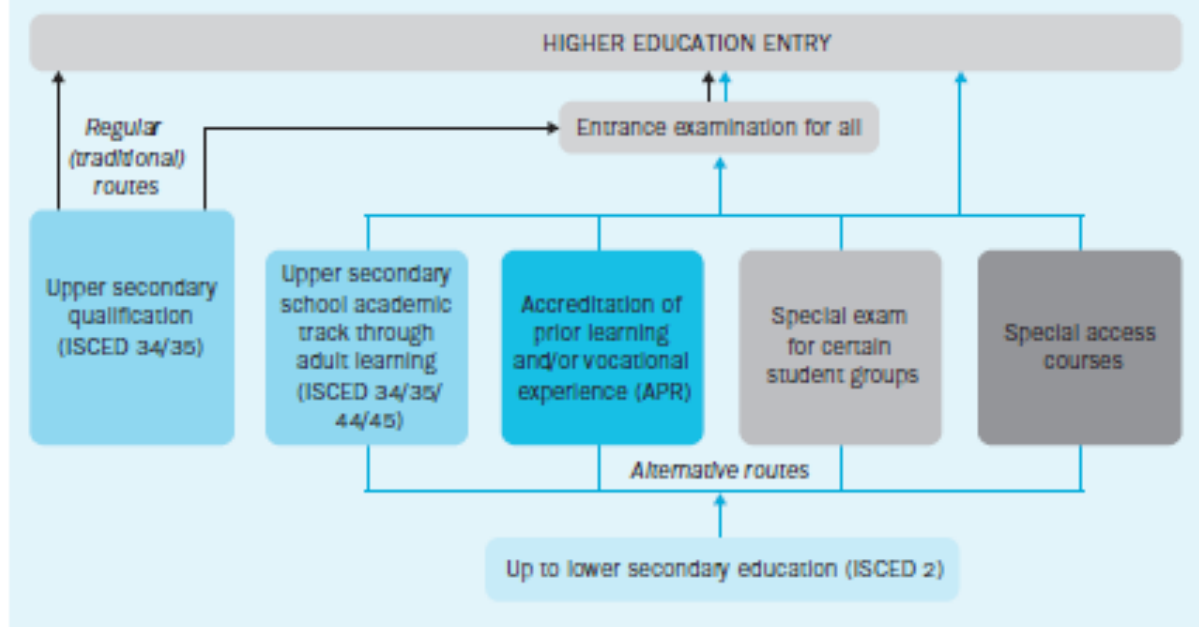 HIGHER EDUCATION ENTRY
Regular
(traditional)
routes
Entrance examination for all
Upper secondary
qualification
(ISCED 34/35)
Upper secondary
school academic
track through
adult learning
(ISCED 34/35/
44/45)
Accreditation of
prior learning
and/or vocational
experience (APR)
Special exam
for certain
student groups
Special access
courses
Alternative routes
Up to lower secondary education (ISCED 2)